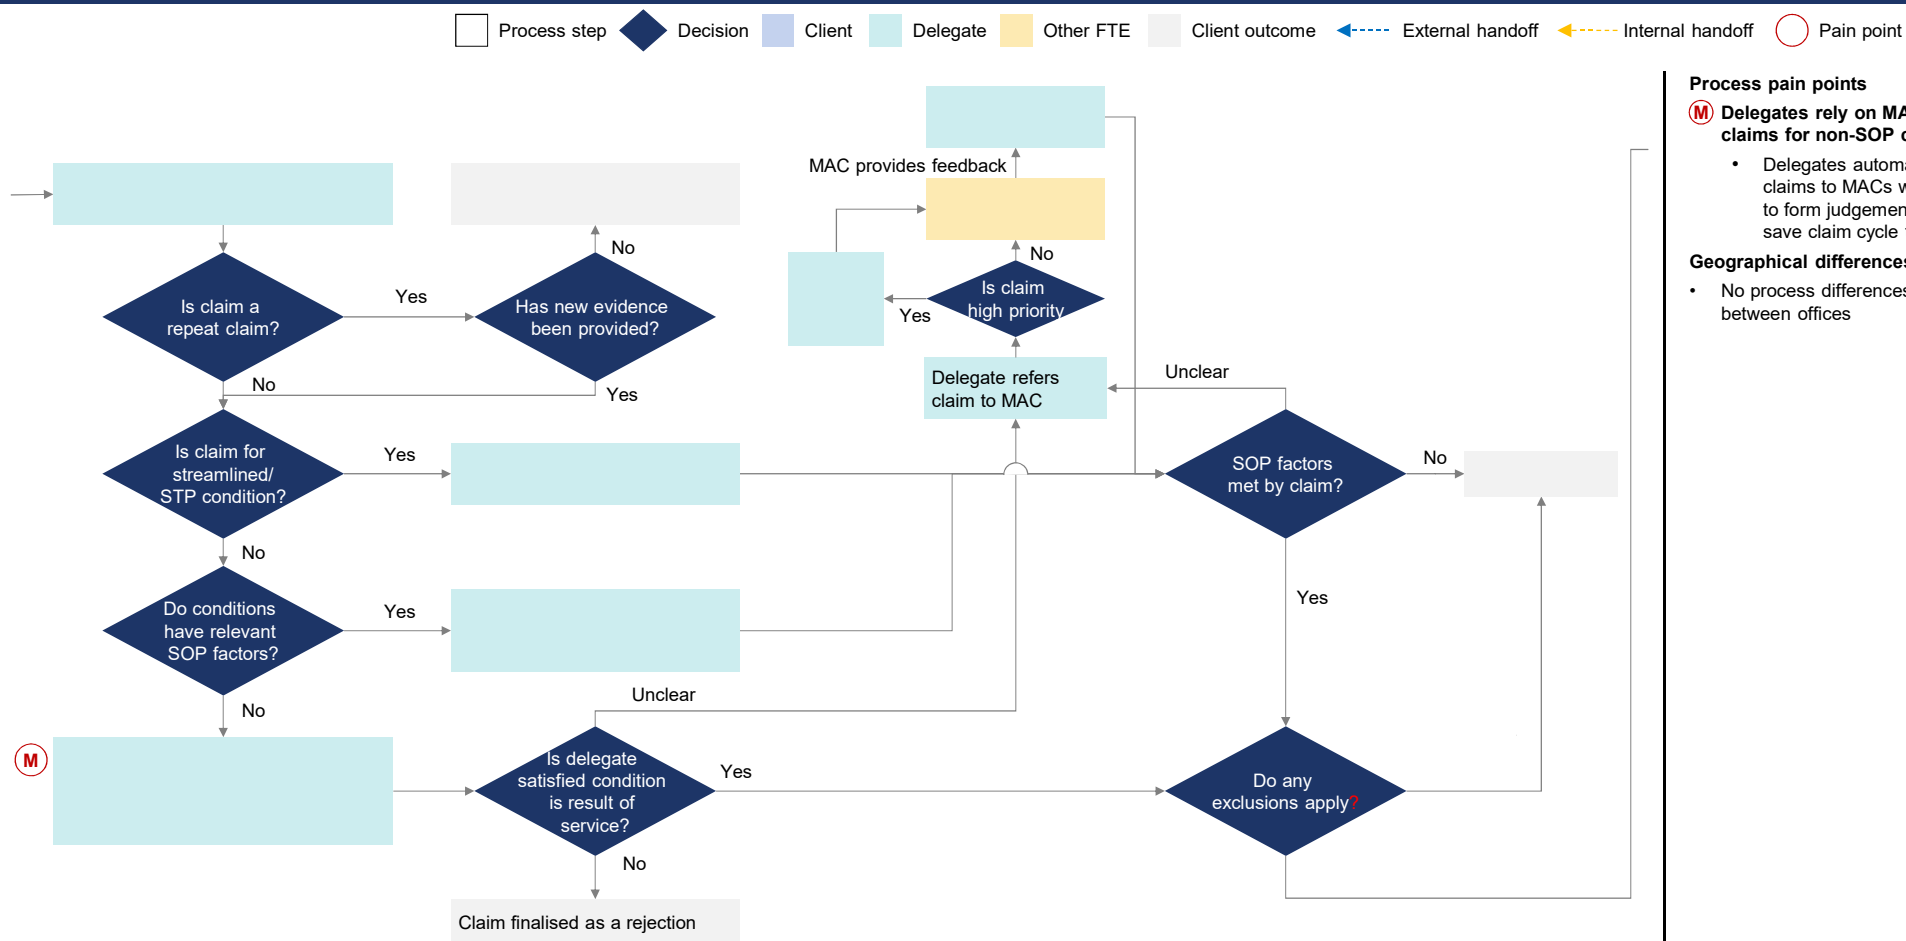 Process step
Decision
Client
Delegate
Other FTE
Client outcome
External handoff
Internal handoff
Pain point
MAC provides feedback
No
Is claim a
repeat claim?
Yes
Has new evidence
been provided?
No
Is claim
high priority
Yes
No
Yes
Delegate refers
claim to MAC
Unclear
Is claim for
streamlined/
STP condition?
Yes
SOP factors
met by claim?
No
No
Do conditions
have relevant
SOP factors?
Yes
Yes
No
Unclear
M
Is delegate
satisfied condition
is result of
service?
Yes
Do any
exclusions apply?
No
Claim finalised as a rejection
Process pain points
M Delegates rely on
claims for non-SOP
• Delegates
claims to MACs
to form
save claim cycle
Geographical differences
• No process differences
between offices